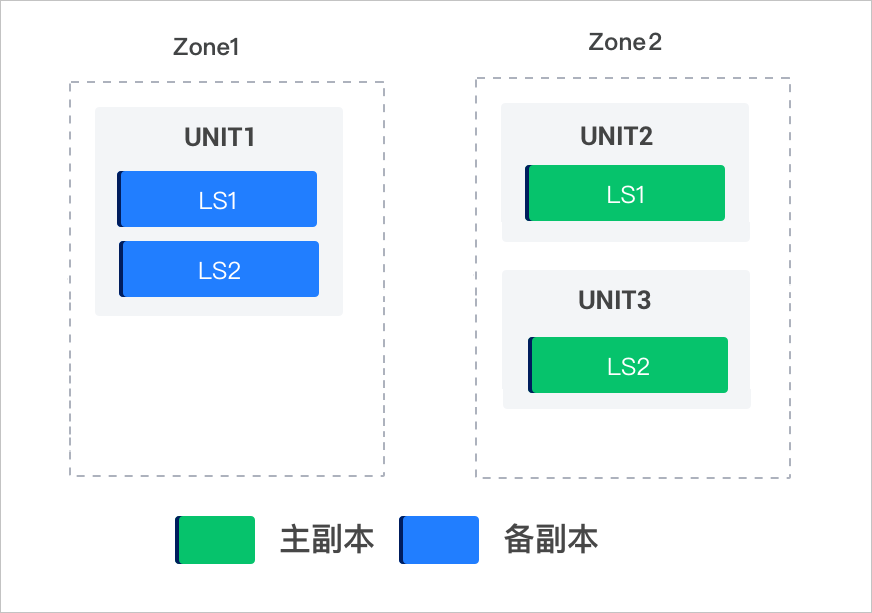 Zone1
UNIT1
LS1
LS2
Zone2
UNIT2
LS1
UNIT3
LS2
主副本
备副本